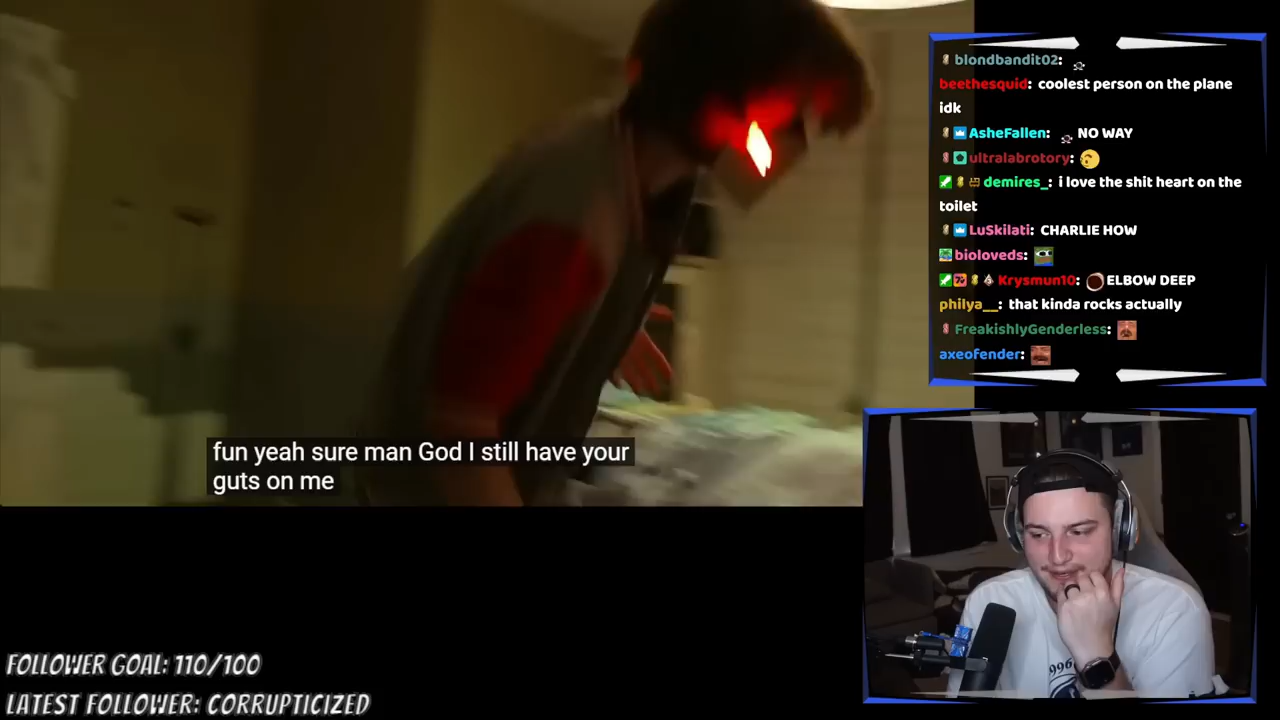 blondbandit02:
beethesquid: coolest person on the plane
idk
AsheFallen: NO WAY
ultralabrotory:
demires_: i love the shit heart on the
toilet
LuSkilati: CHARLIE HOW
bioloveds:
Krysmun10: ELBOW DEEP
philya__: that kinda rocks actually
FreakishlyGenderless:
axeofender:
fun yeah sure man God I still have your
guts on me
996
FOLLOWER GOAL: 110/100
LATEST FOLLOWER: CORRUPTICIZED